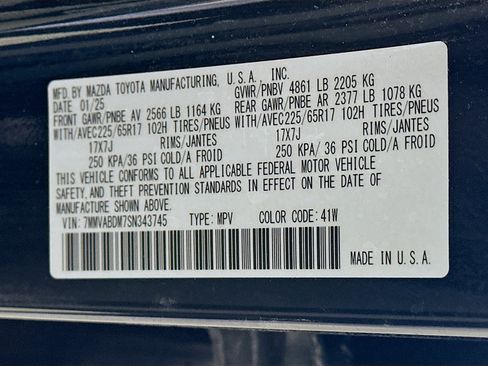 MFD. BY MAZDA TOYOTA MANUFACTURING, U.S.A., INC.
DATE 01/25 GVWR/PNBV 4861 LB 2205 KG
FRONT GAWR/PNBE AV 2566 LB 1164 KG REAR GAWR/PNBE AR 2377 LB 1078 KG
WITH/AVEC225/65R17 102H TIRES/PNEUS WITH/AVEC225/65R17 102H TIRES/PNEUS
17X7J RIMS/JANTES 17X7J RIMS/JANTES
250 KPA/ 36 PSI COLD/A FROID 250 KPA/ 36 PSI COLD/A FROID
THIS VEHICLE CONFORMS TO ALL APPLICABLE FEDERAL MOTOR VEHICLE
SAFETY, AND THEFT PREVENTION STANDARDS IN EFFECT ON THE DATE OF
MANUFACTURE SHOWN ABOVE.
VIN: 7MMVABDM7SN343745 TYPE: MPV COLOR CODE: 41W
MADE IN U.S.A.